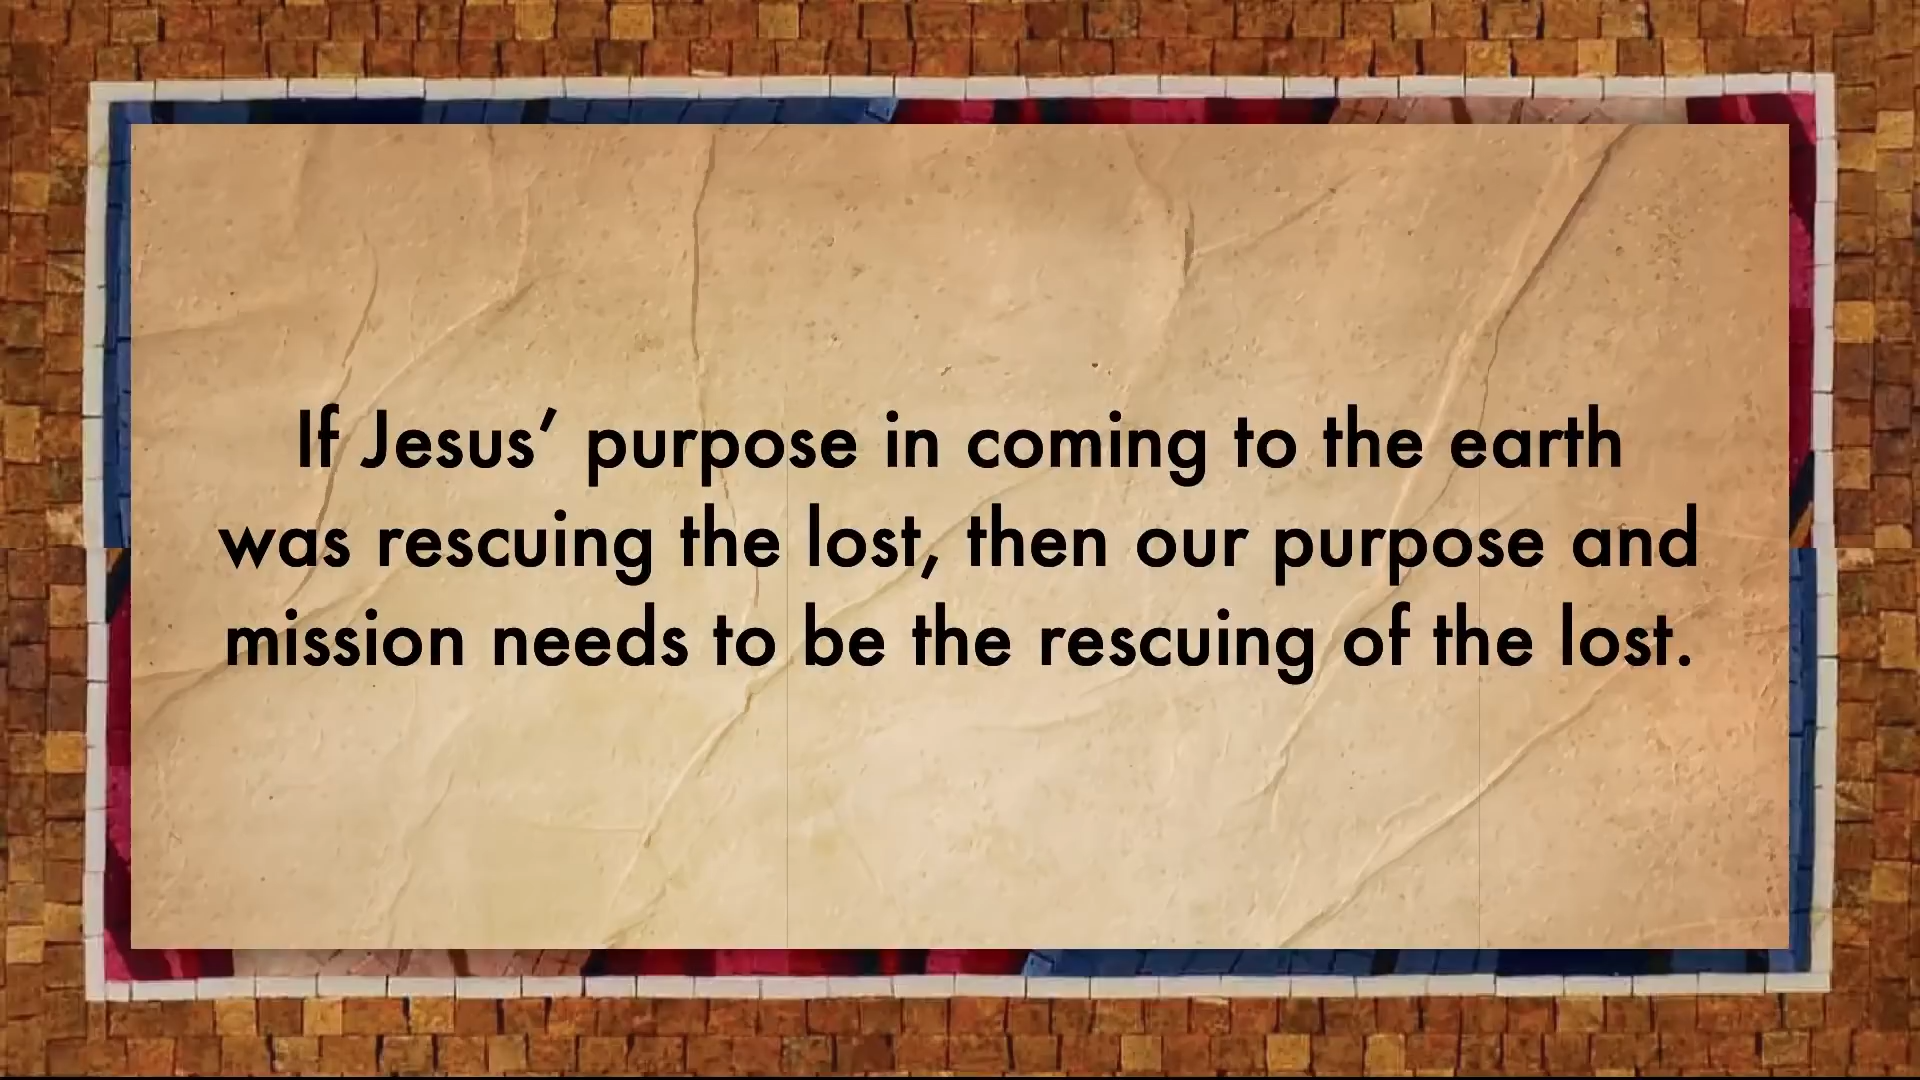 If Jesus’ purpose in coming to the earth
was rescuing the lost, then our purpose and
mission needs to be the rescuing of the lost.